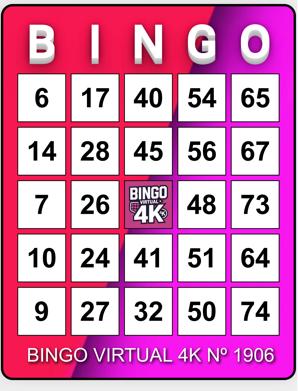 B I N G O
6 17 40 54 65
14 28 45 56 67
7 26 BINGO VIRTUAL 4K 48 73
10 24 41 51 64
9 27 32 50 74
BINGO VIRTUAL 4K Nº 1906